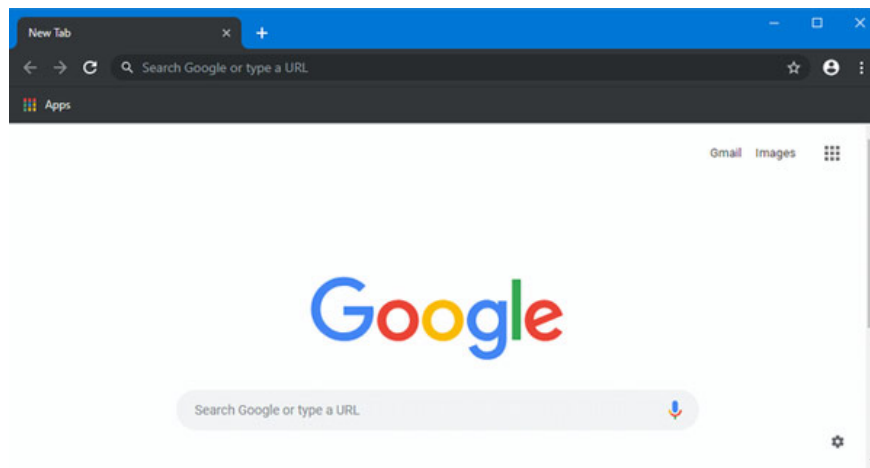 New Tab
Search Google or type a URL
Apps
Gmail Images
Google
Search Google or type a URL